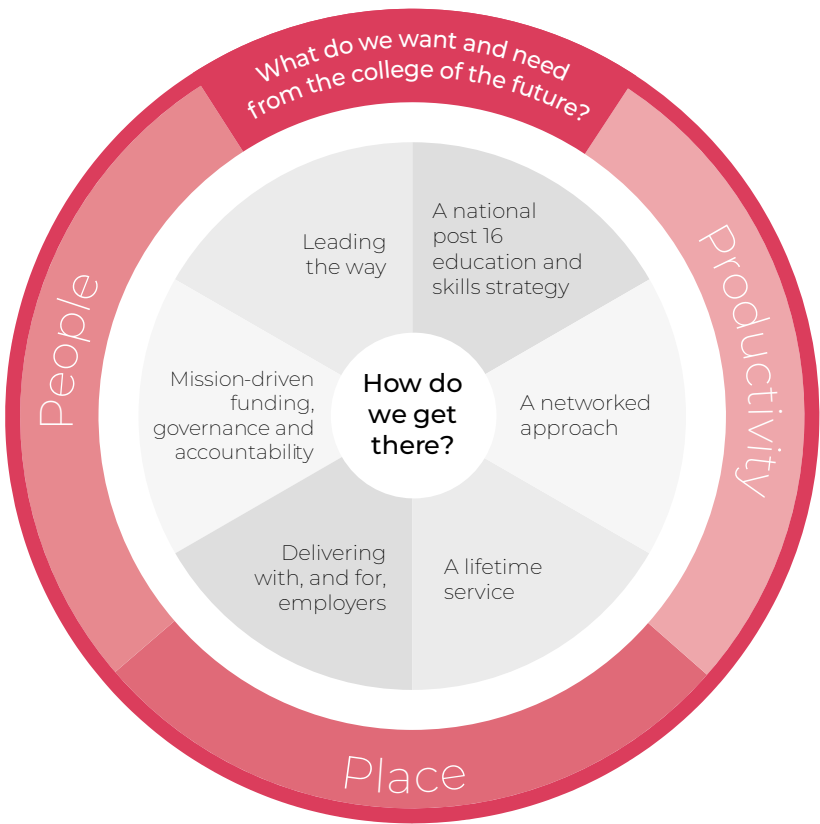 What do we want and need
from the college of the future?
Productivity
Place
People
How do
we get
there?
A national
post 16
education and
skills strategy
A networked
approach
A lifetime
service
Delivering
with, and for,
employers
Mission-driven
funding,
governance and
accountability
Leading
the way